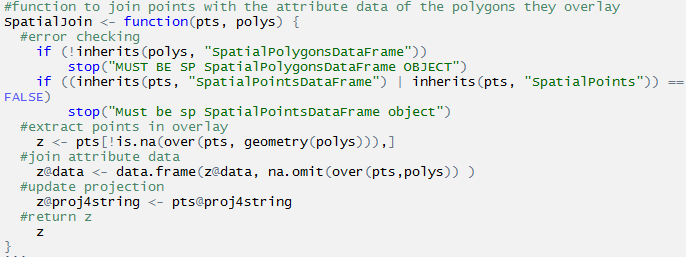 #function to join points with the attribute data of the polygons they overlay
SpatialJoin <- function(pts, polys) {
  #error checking
    if (!inherits(polys, "SpatialPolygonsDataFrame"))
        stop("MUST BE SP SpatialPolygonsDataFrame OBJECT")
    if ((inherits(pts, "SpatialPointsDataFrame") | inherits(pts, "SpatialPoints")) ==
FALSE)
        stop("Must be sp SpatialPointsDataFrame object")
  #extract points in overlay
    z <- pts[!is.na(over(pts, geometry(polys))),]
  #join attribute data
    z@data <- data.frame(z@data, na.omit(over(pts,polys)) )
  #update projection
    z@proj4string <- pts@proj4string
  #return z
    z
}